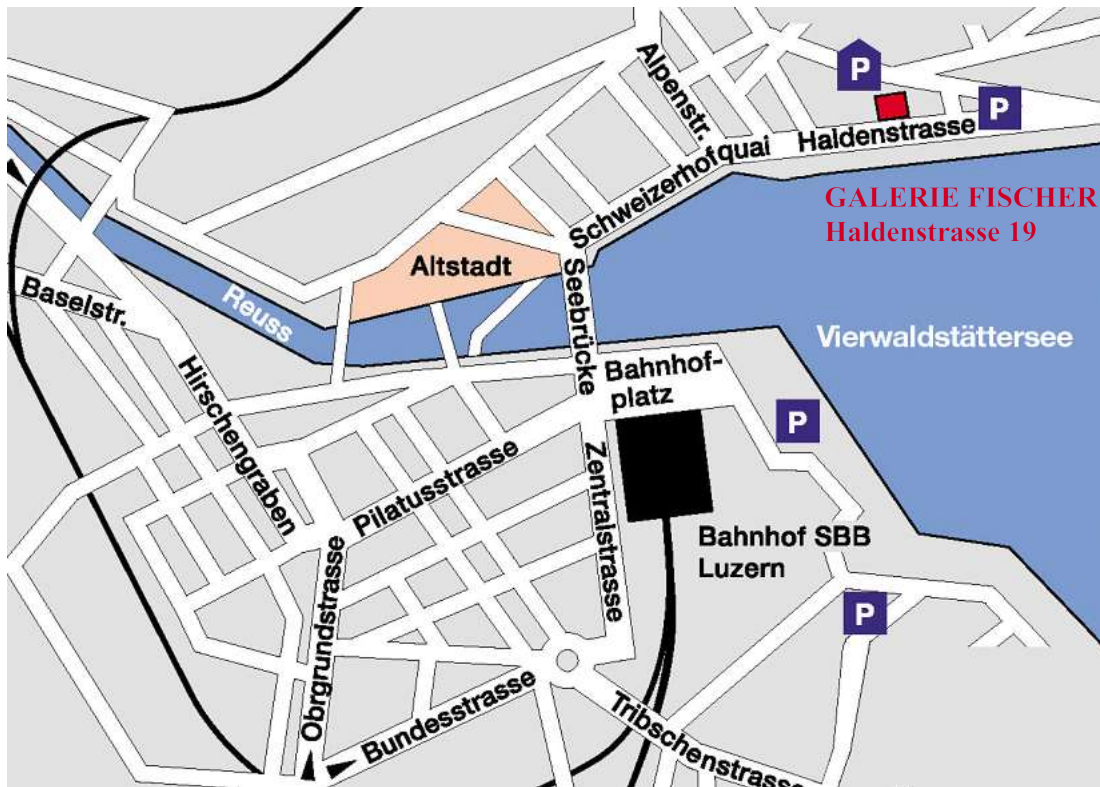 Alpenstr.
P
P
Haldenstrasse
Schweizerhofquai
GALERIE FISCHER
Haldenstrasse 19
Altstadt
Seebrücke
Baselstr.
Reuss
Vierwaldstättersee
Bahnhof-
platz
Hirschengraben
P
Pilatusstrasse
Zentralstrasse
Bahnhof SBB
Luzern
Obrgrundstrasse
P
Bundesstrasse
Tribschenstrasse